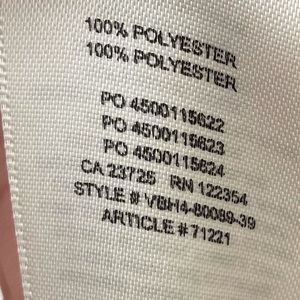 100% POLYESTER
100% POLYESTER
PO 4500115622
PO 4500115623
PO 4500115624
CA 23725 RN 122354
STYLE # VBH4-80089-39
ARTICLE # 71221